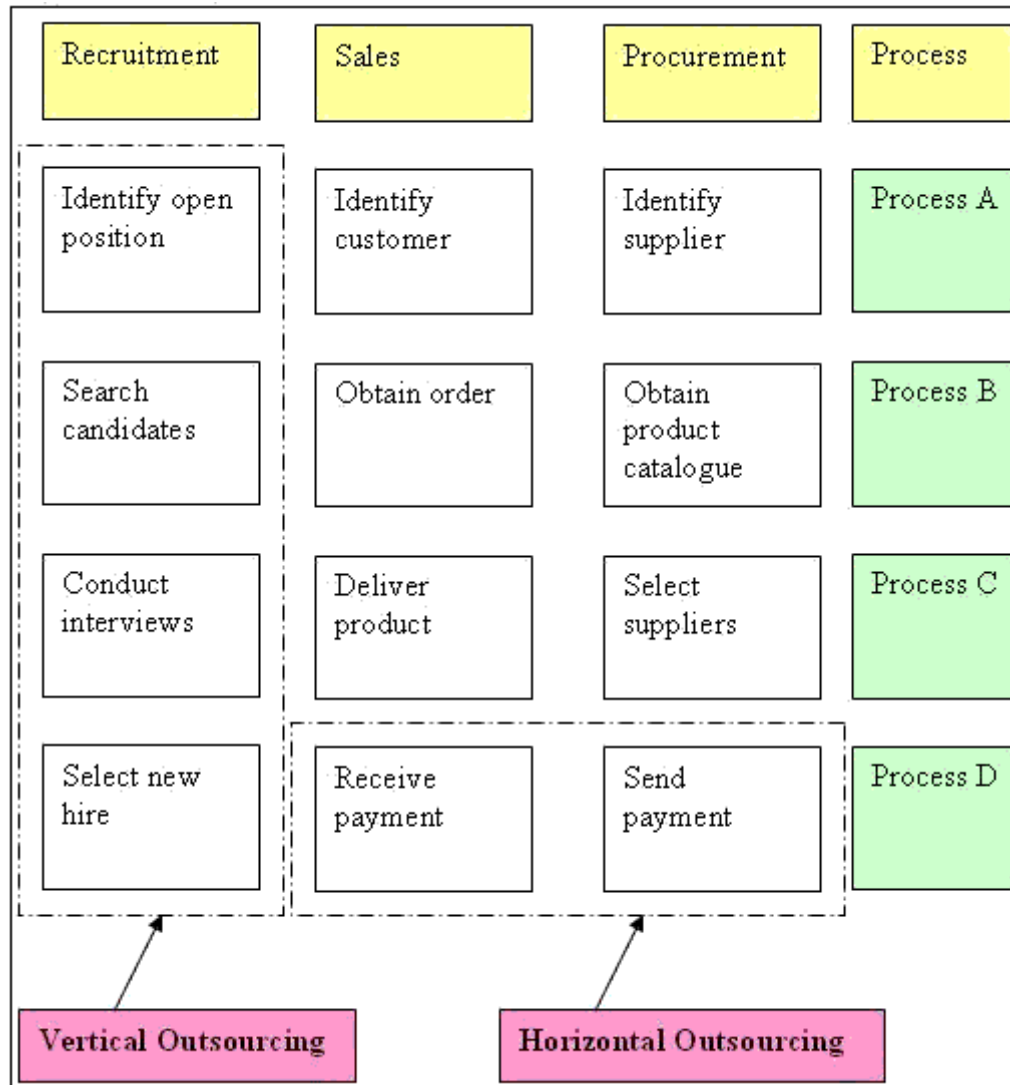 Recruitment
Sales
Procurement
Process
Identify open
position
Identify
customer
Identify
supplier
Process A
Search
candidates
Obtain order
Obtain
product
catalogue
Process B
Conduct
interviews
Deliver
product
Select
suppliers
Process C
Select new
hire
Receive
payment
Send
payment
Process D
Vertical Outsourcing
Horizontal Outsourcing